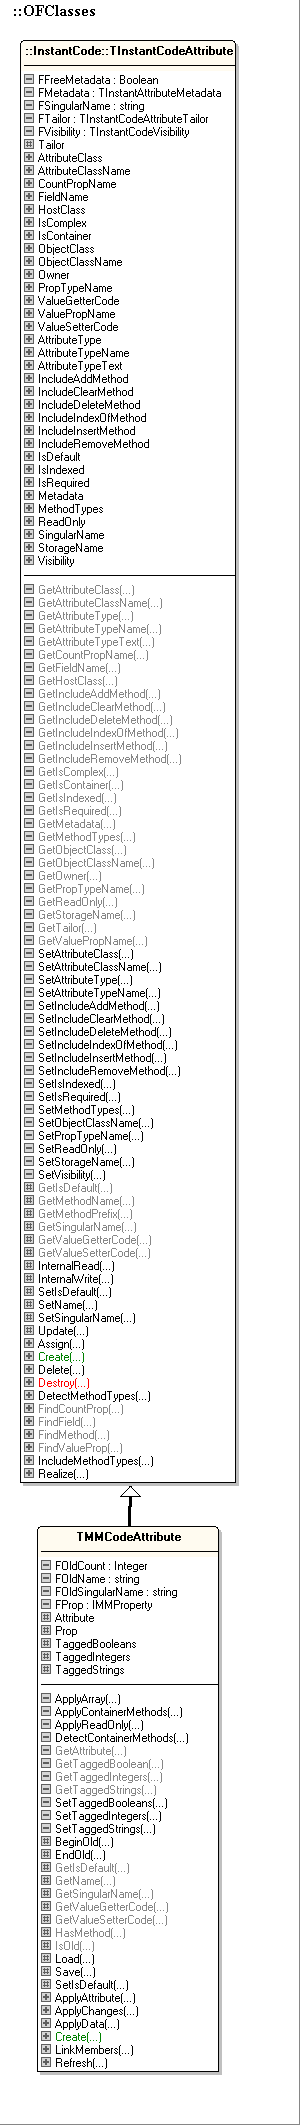 ::OFClasses
::InstantCode::TInstantCodeAttribute
FFreeMetadata : Boolean
FMetadata : TInstantAttributeMetadata
FSingularName : string
FTailor : TInstantCodeAttributeTailor
FVisibility : TInstantCodeVisibility
Tailor
AttributeClass
AttributeClassName
CountPropName
FieldName
HostClass
IsComplex
IsContainer
ObjectClass
ObjectClassName
Owner
PropTypeName
ValueGetterCode
ValuePropName
ValueSetterCode
AttributeType
AttributeTypeName
AttributeTypeText
IncludeAddMethod
IncludeClearMethod
IncludeDeleteMethod
IncludeIndexOfMethod
IncludeInsertMethod
IncludeRemoveMethod
IsDefault
IsIndexed
IsRequired
Metadata
MethodTypes
ReadOnly
SingularName
StorageName
Visibility
GetAttributeClass(...)
GetAttributeClassName(...)
GetAttributeType(...)
GetAttributeTypeName(...)
GetAttributeTypeText(...)
GetCountPropName(...)
GetFieldName(...)
GetHostClass(...)
GetIncludeAddMethod(...)
GetIncludeClearMethod(...)
GetIncludeDeleteMethod(...)
GetIncludeIndexOfMethod(...)
GetIncludeInsertMethod(...)
GetIncludeRemoveMethod(...)
GetIsComplex(...)
GetIsContainer(...)
GetIsIndexed(...)
GetIsRequired(...)
GetMetadata(...)
GetMethodTypes(...)
GetObjectClass(...)
GetObjectClassName(...)
GetOwner(...)
GetPropTypeName(...)
GetReadOnly(...)
GetStorageName(...)
GetTailor(...)
GetValuePropName(...)
SetAttributeClass(...)
SetAttributeClassName(...)
SetAttributeType(...)
SetAttributeTypeName(...)
SetIncludeAddMethod(...)
SetIncludeClearMethod(...)
SetIncludeDeleteMethod(...)
SetIncludeIndexOfMethod(...)
SetIncludeInsertMethod(...)
SetIncludeRemoveMethod(...)
SetIsIndexed(...)
SetIsRequired(...)
SetMethodTypes(...)
SetObjectClassName(...)
SetPropTypeName(...)
SetReadOnly(...)
SetStorageName(...)
SetVisibility(...)
GetIsDefault(...)
GetMethodName(...)
GetMethodPrefix(...)
GetSingularName(...)
GetValueGetterCode(...)
GetValueSetterCode(...)
InternalRead(...)
InternalWrite(...)
SetIsDefault(...)
SetName(...)
SetSingularName(...)
Update(...)
Assign(...)
Create(...)
Delete(...)
Destroy(...)
DetectMethodTypes(...)
FindCountProp(...)
FindField(...)
FindMethod(...)
FindValueProp(...)
IncludeMethodTypes(...)
Realize(...)
TMMCodeAttribute
FOldCount : Integer
FOldName : string
FOldSingularName : string
FProp : IMMProperty
Attribute
Prop
TaggedBooleans
TaggedIntegers
TaggedStrings
ApplyArray(...)
ApplyContainerMethods(...)
ApplyReadOnly(...)
DetectContainerMethods(...)
GetAttribute(...)
GetTaggedBoolean(...)
GetTaggedIntegers(...)
GetTaggedStrings(...)
SetTaggedBooleans(...)
SetTaggedIntegers(...)
SetTaggedStrings(...)
BeginOld(...)
EndOld(...)
GetIsDefault(...)
GetName(...)
GetSingularName(...)
GetValueGetterCode(...)
GetValueSetterCode(...)
HasMethod(...)
IsOld(...)
Load(...)
Save(...)
SetIsDefault(...)
ApplyAttribute(...)
ApplyChanges(...)
ApplyData(...)
Create(...)
LinkMembers(...)
Refresh(...)